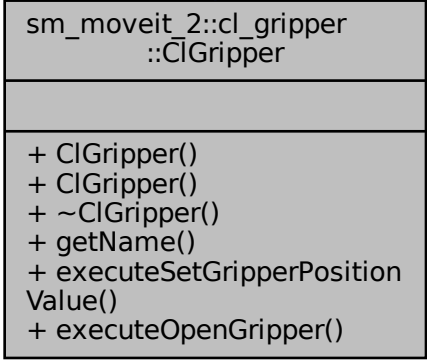 sm_moveit_2::cl_gripper
::ClGripper
+ ClGripper()
+ ClGripper()
+ ~ClGripper()
+ getName()
+ executeSetGripperPosition
Value()
+ executeOpenGripper()